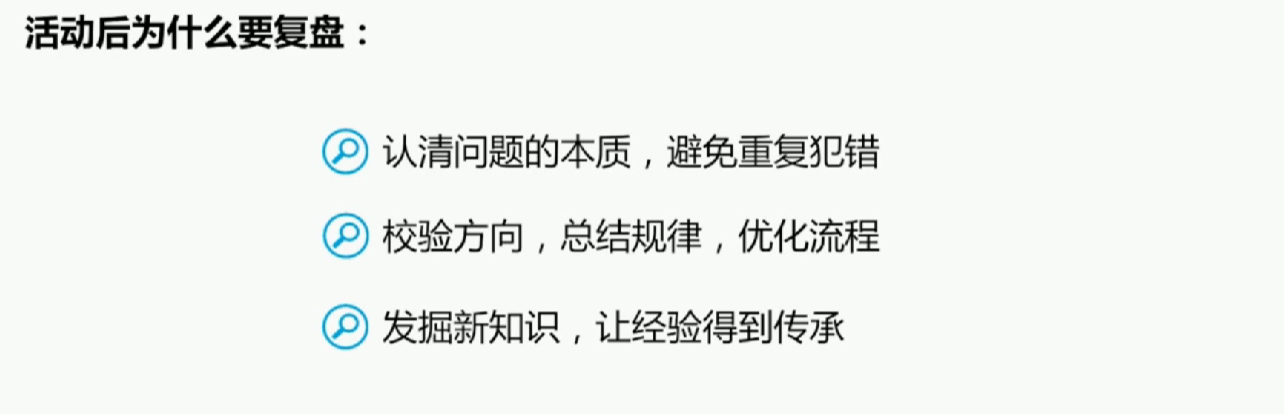 活动后为什么要复盘：
认清问题的本质，避免重复犯错
校验方向，总结规律，优化流程
发掘新知识，让经验得到传承